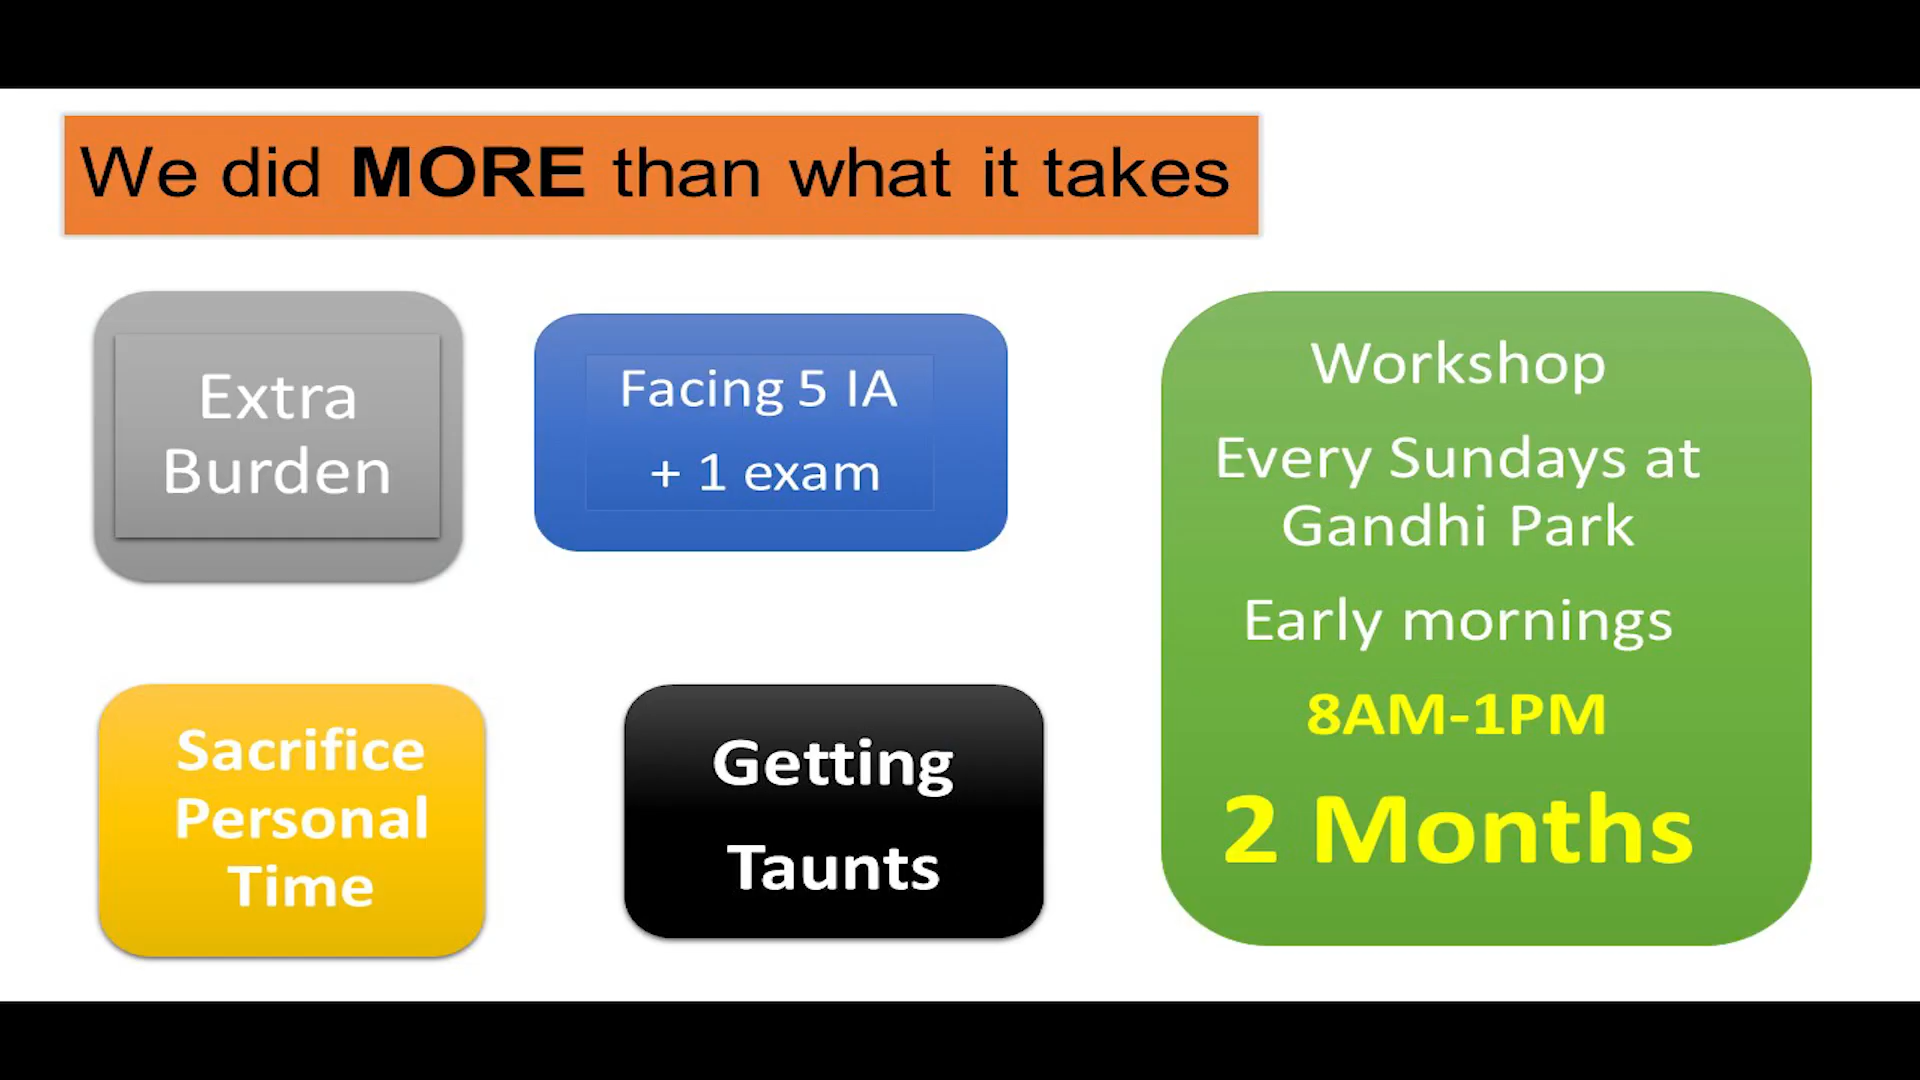 We did MORE than what it takes
Extra
Burden
Facing 5 IA
+ 1 exam
Sacrifice
Personal
Time
Getting
Taunts
Workshop
Every Sundays at
Gandhi Park
Early mornings
8AM-1PM
2 Months